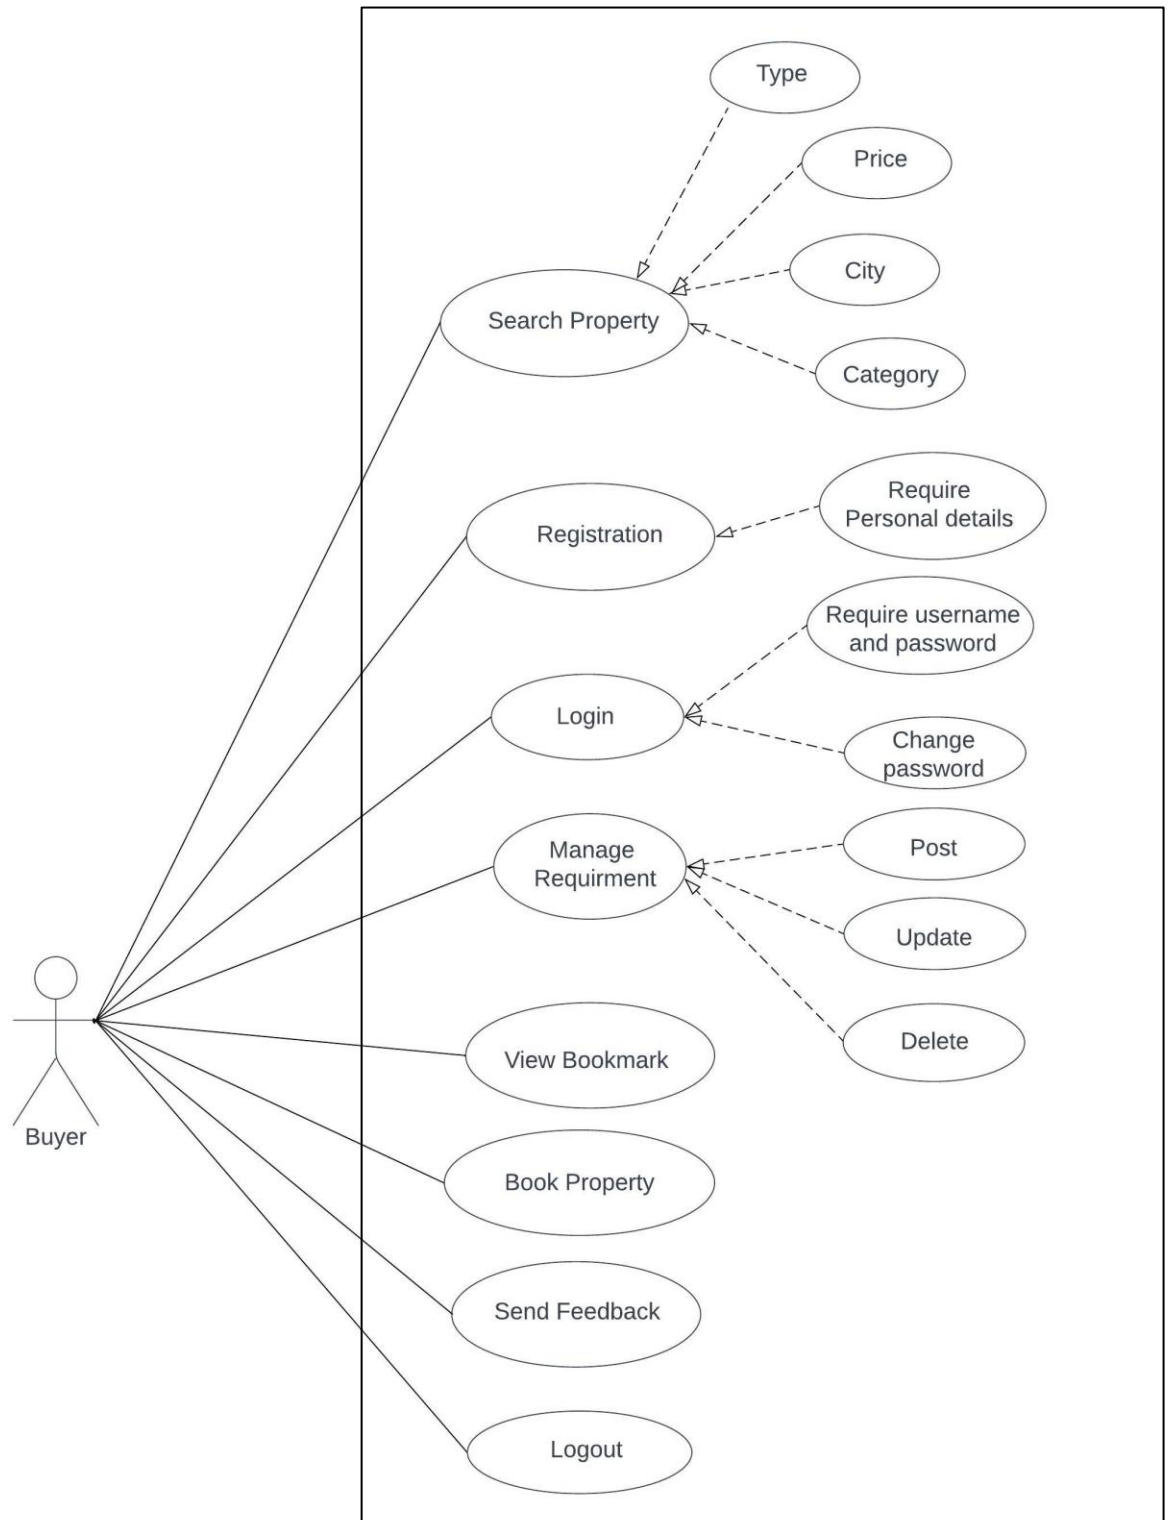 Type
Price
City
Search Property
Category
Require
Personal details
Registration
Require username
and password
Login
Change
password
Manage
Requirment
Post
Update
Delete
View Bookmark
Buyer
Book Property
Send Feedback
Logout